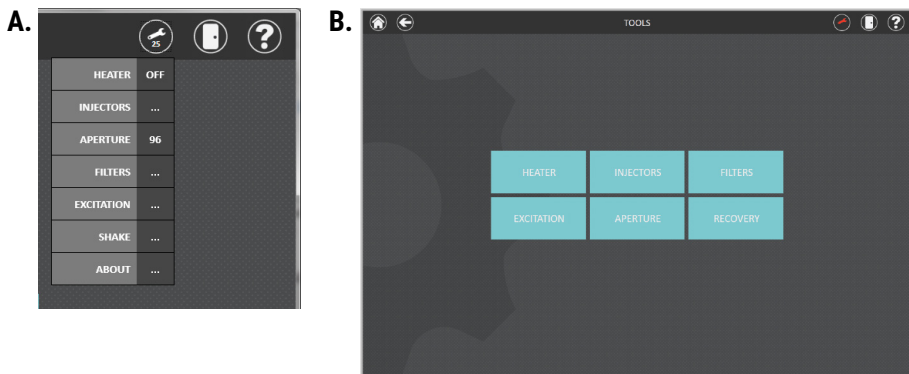 A.
25
?
HEATER OFF
INJECTORS ...
APERTURE 96
FILTERS ...
EXCITATION ...
SHAKE ...
ABOUT ...
B.
TOOLS
?
HEATER INJECTORS FILTERS
EXCITATION APERTURE RECOVERY